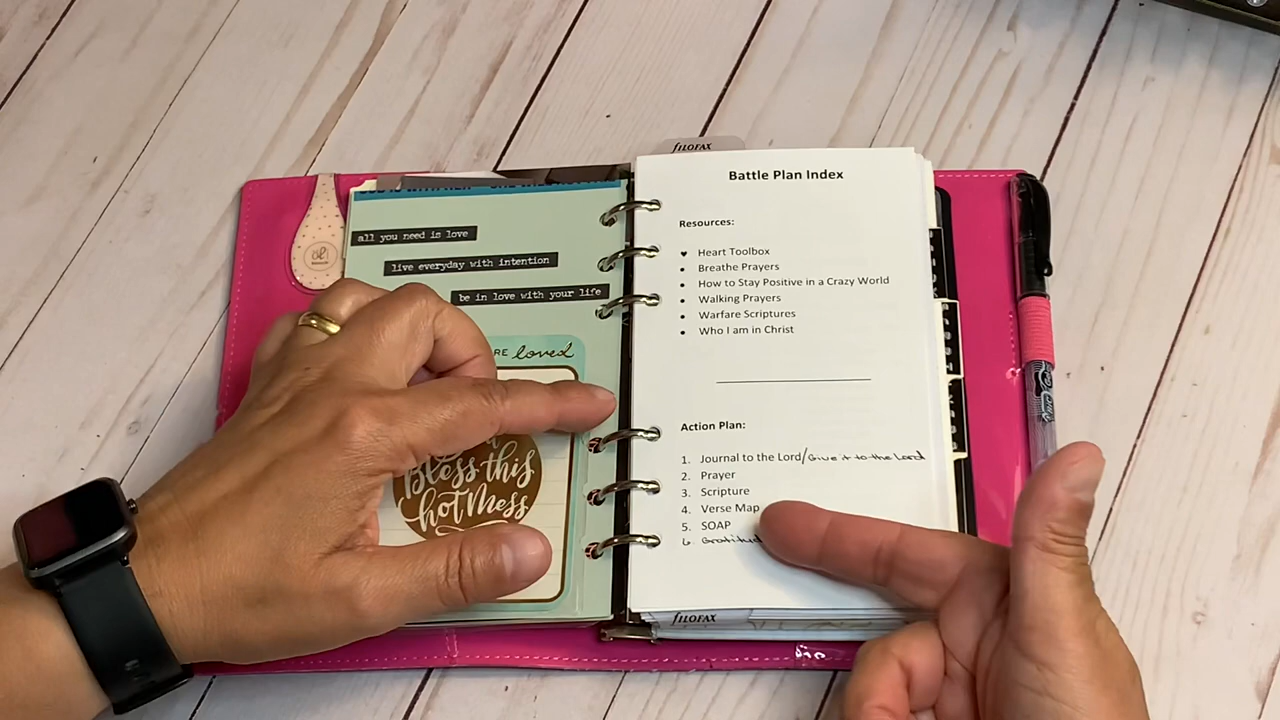 all you need is love
live everyday with intention
be in love with your life
RE loved
Bless this
hot Mess
FILOFAX
Battle Plan Index
Resources:
♥ Heart Toolbox
• Breathe Prayers
• How to Stay Positive in a Crazy World
• Walking Prayers
• Warfare Scriptures
• Who I am in Christ
Action Plan:
1. Journal to the Lord/Give it to the Lord
2. Prayer
3. Scripture
4. Verse Map
5. SOAP
6 Gratitud
FILOFAX